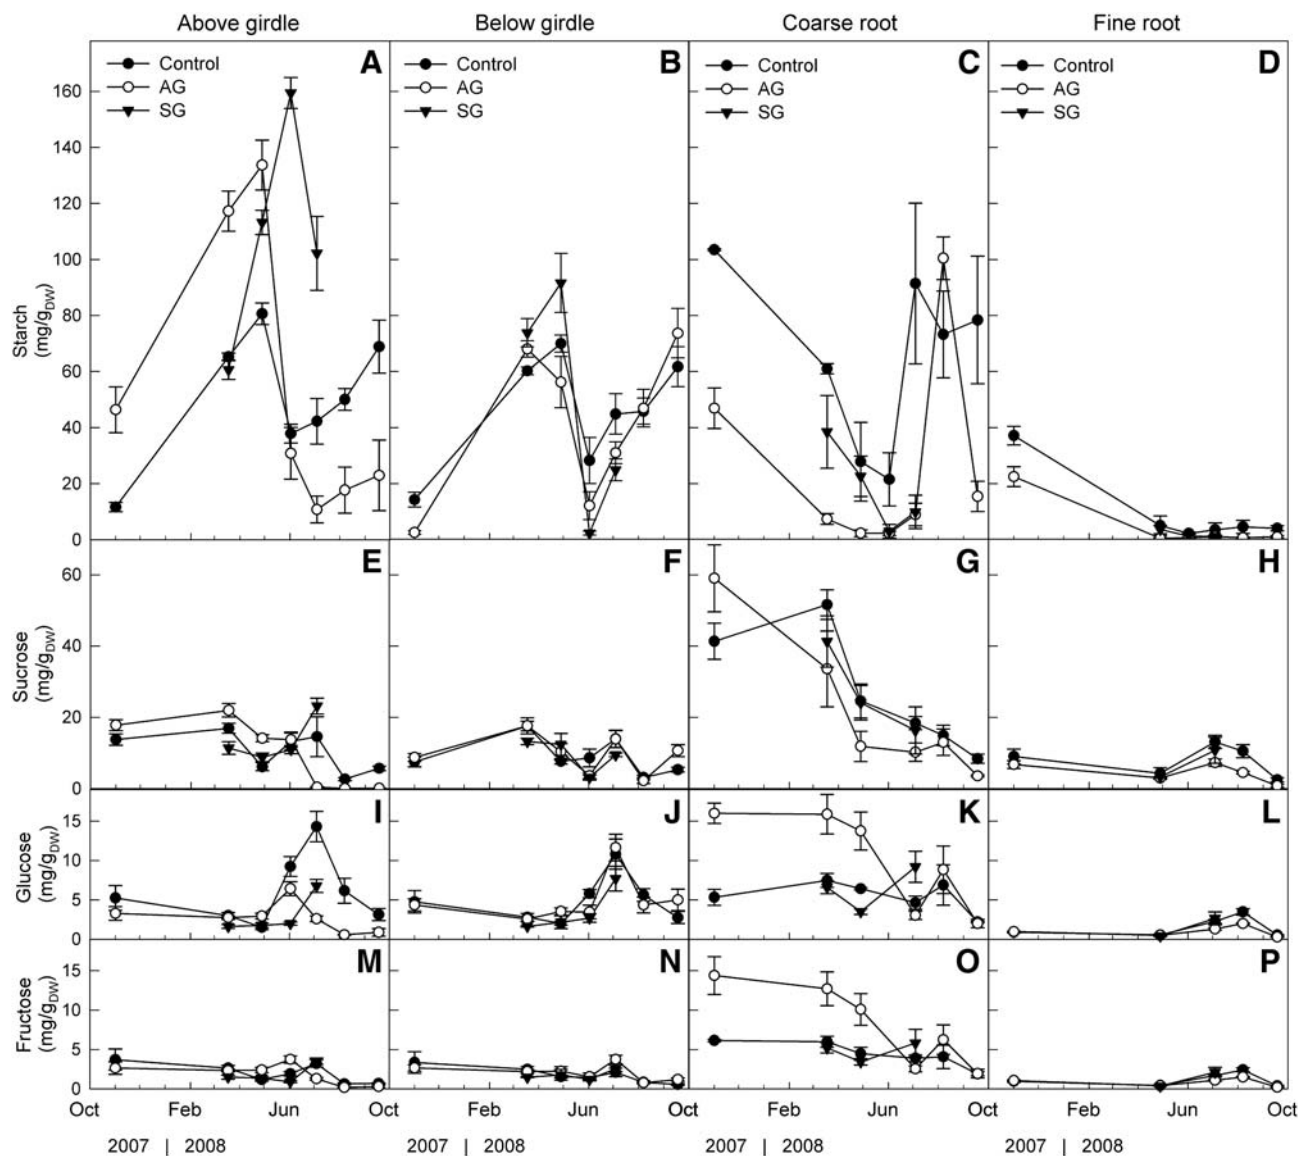 Above girdle Below girdle Coarse root Fine root
A B C D
Control Control Control Control
AG AG AG AG
SG SG SG SG
160
140
120
100
80
60
40
20
0
Starch
(mg/gDW)
E F G H
60
40
20
0
Sucrose
(mg/gDW)
I J K L
15
10
5
0
Glucose
(mg/gDW)
M N O P
15
10
5
0
Fructose
(mg/gDW)
Oct Feb Jun Oct Feb Jun Oct Feb Jun Oct Feb Jun Oct
2007 | 2008 2007 | 2008 2007 | 2008 2007 | 2008